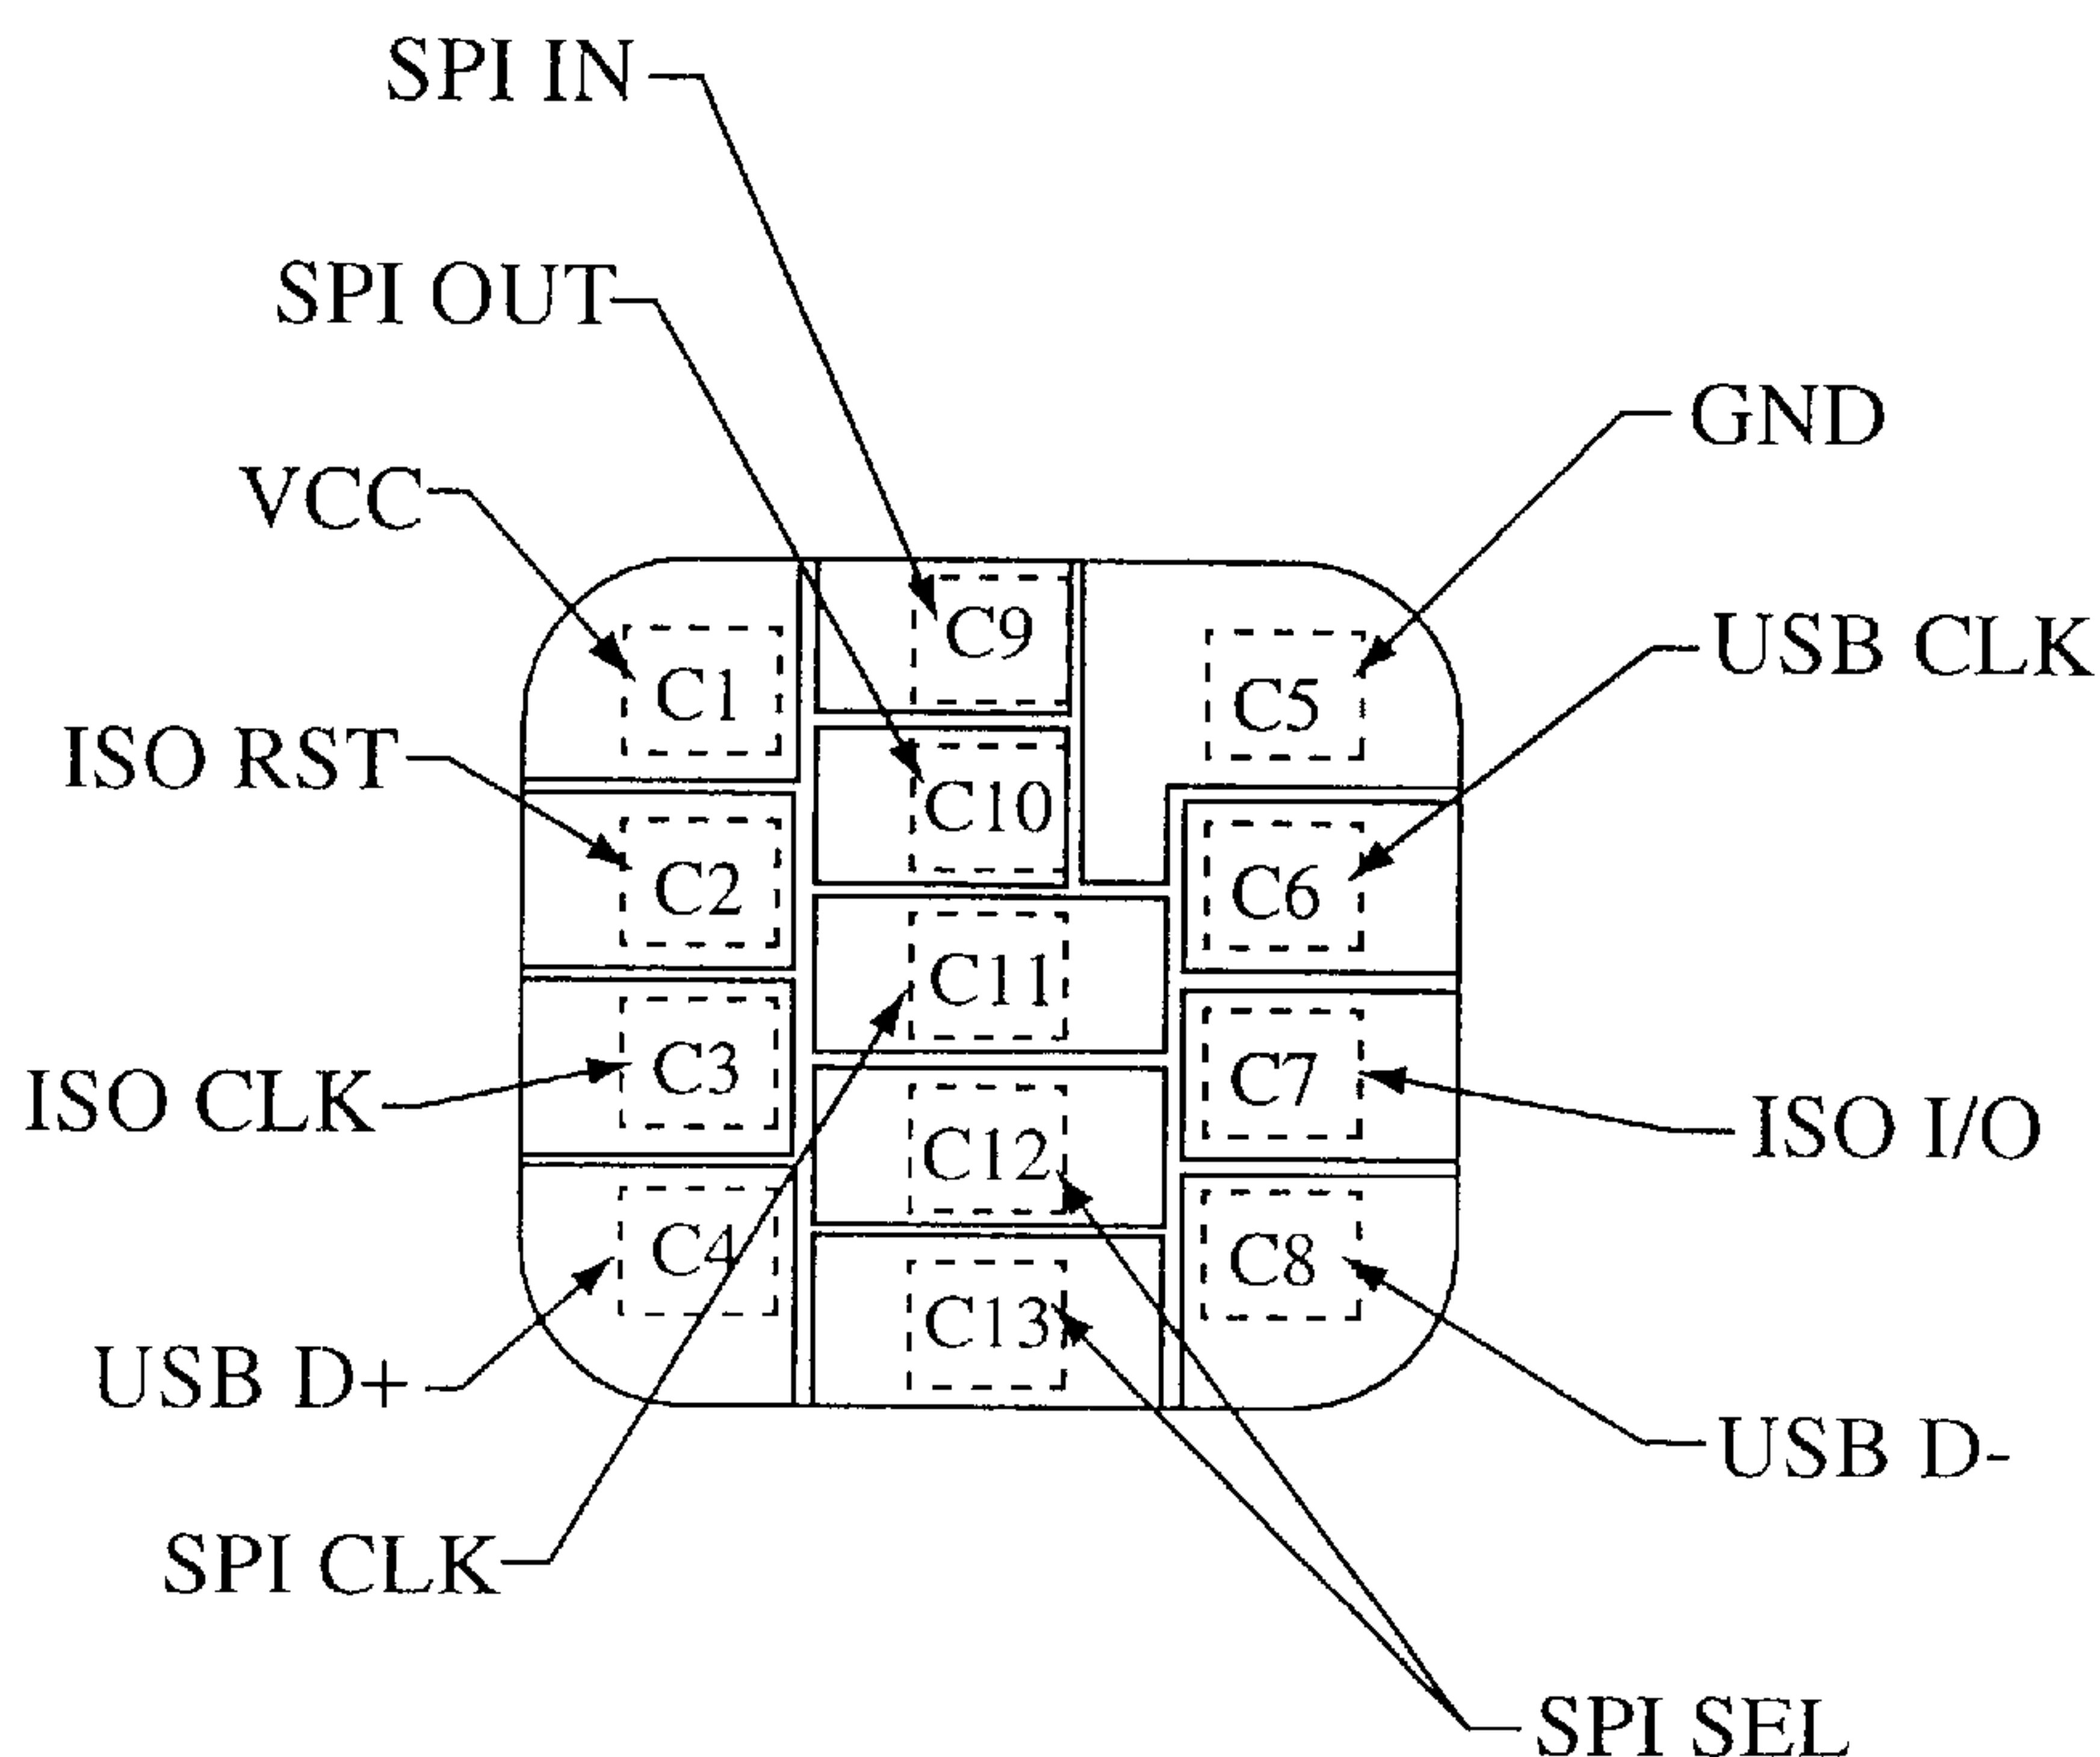 SPI IN
SPI OUT
GND
VCC
USB CLK
C9
C1
C5
ISO RST
C10
C2
C6
C11
C3
C7
ISO CLK
ISO I/O
C12
C4
C8
C13
USB D+
USB D-
SPI CLK
SPI SEL